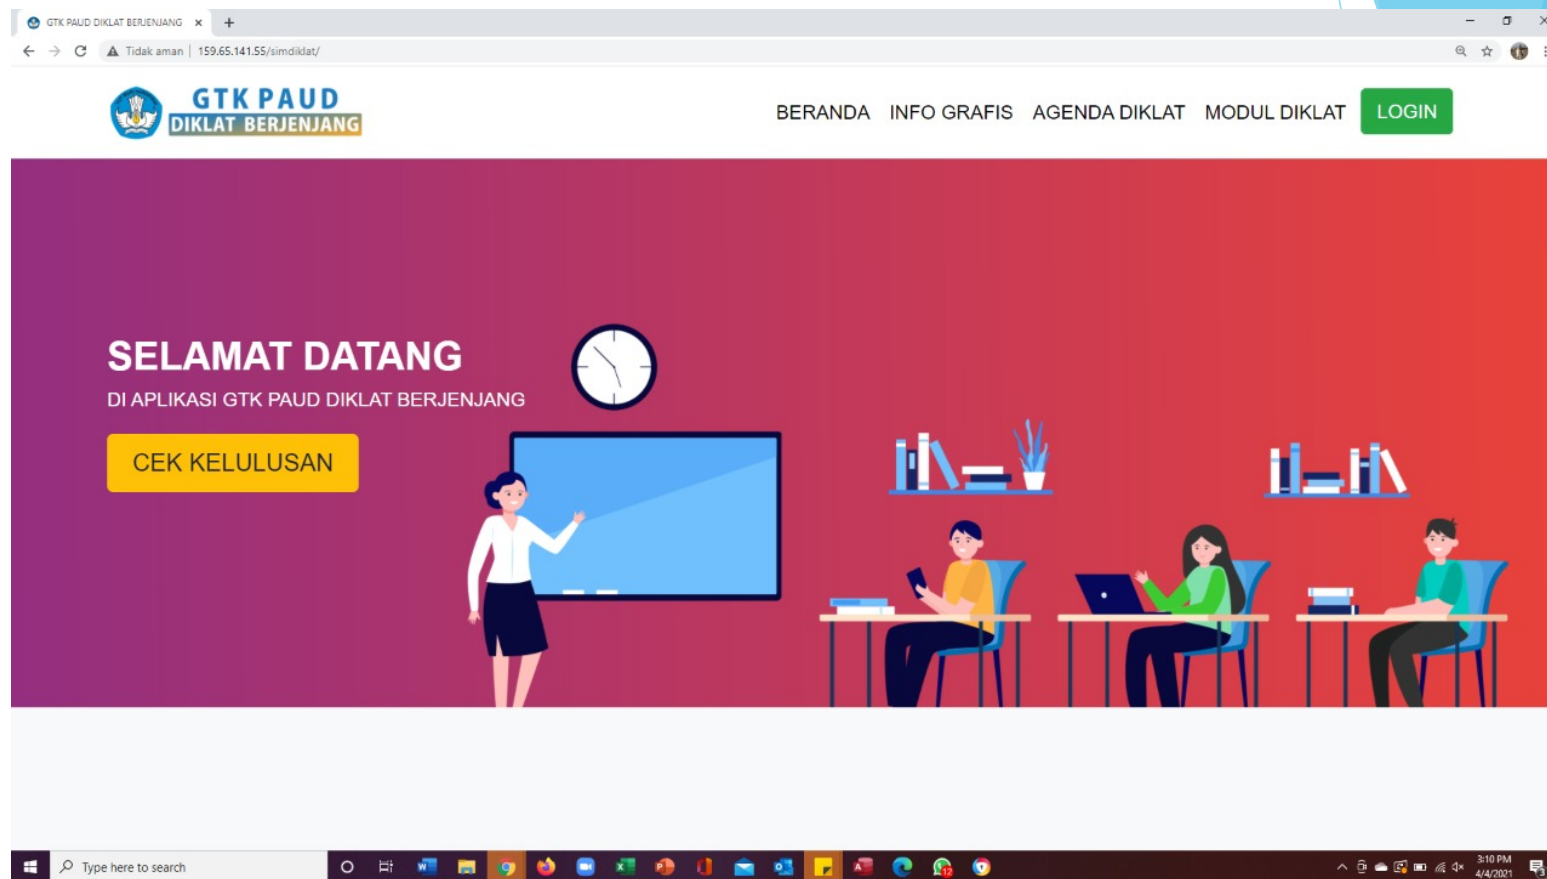 GTK PAUD DIKLAT BERJENJANG
Tidak aman | 159.65.141.55/simdiklat/
GTK PAUD
DIKLAT BERJENJANG
BERANDA INFO GRAFIS AGENDA DIKLAT MODUL DIKLAT LOGIN
SELAMAT DATANG
DI APLIKASI GTK PAUD DIKLAT BERJENJANG
CEK KELULUSAN
Type here to search
12
3:10 PM
4/4/2021
3